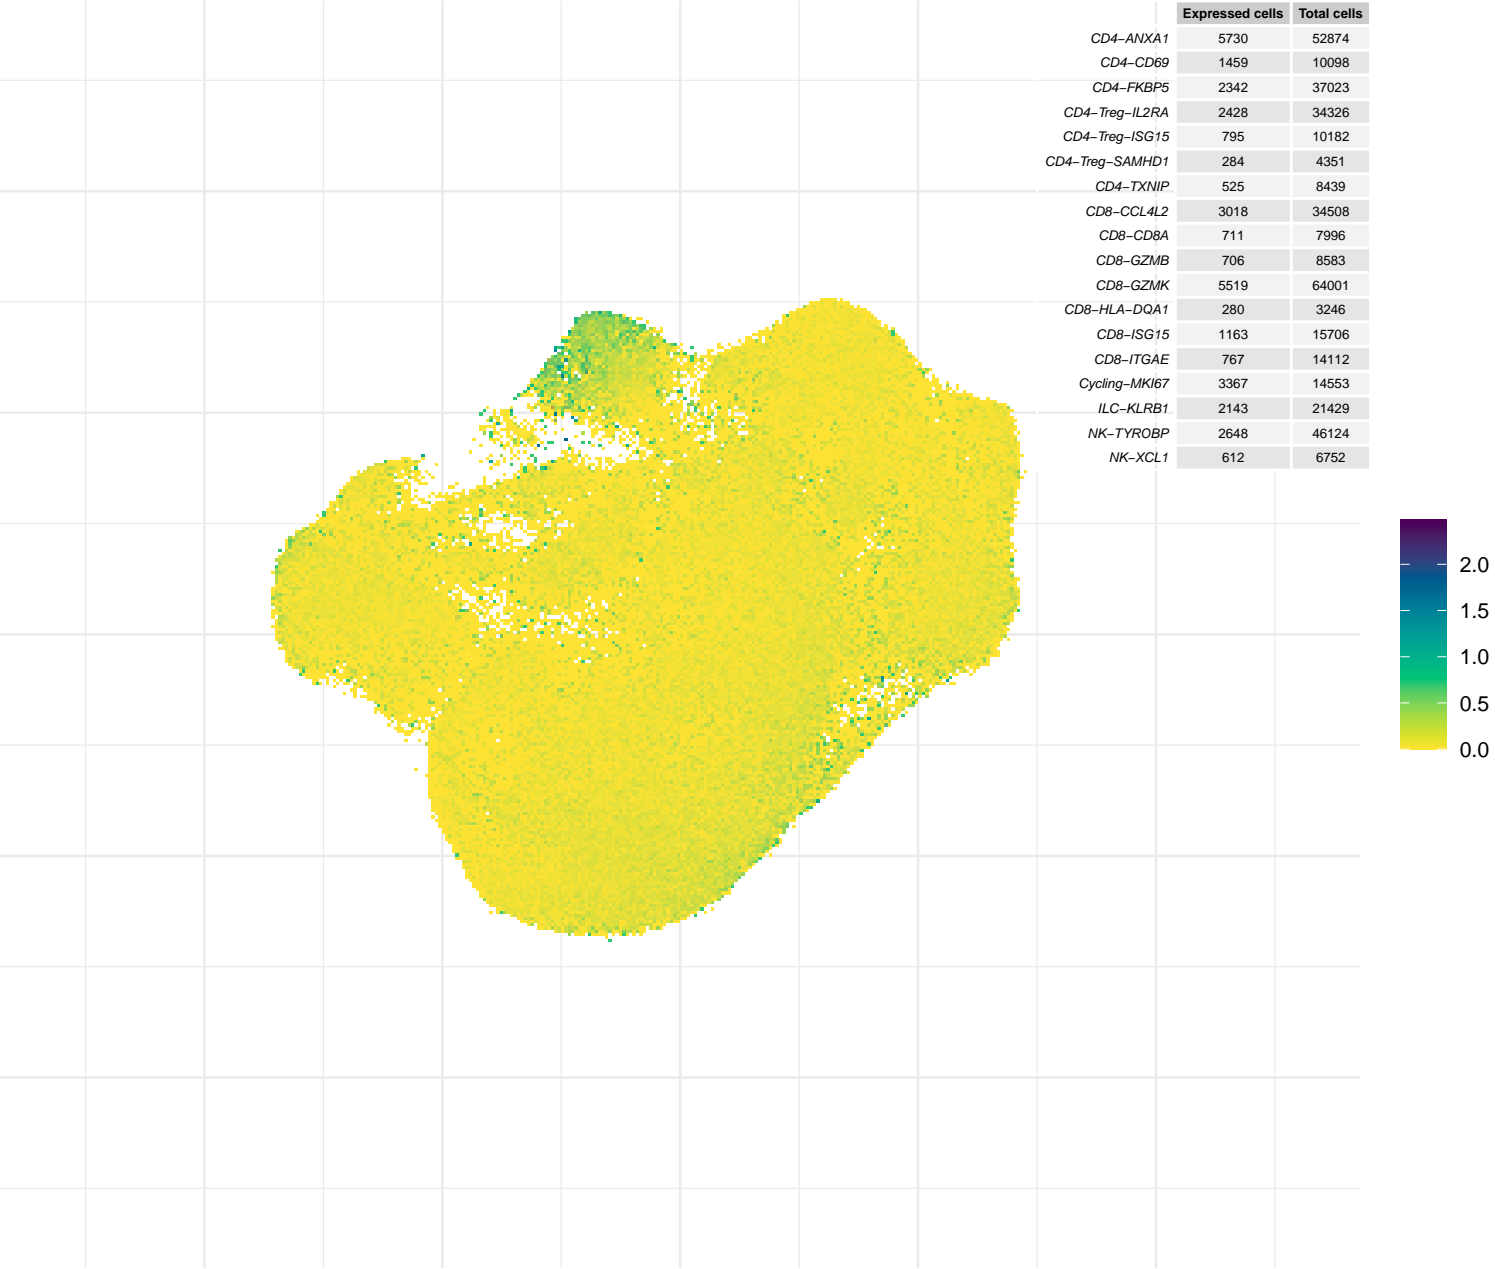 Expressed cells Total cells
CD4−ANXA1 5730 52874
CD4−CD69 1459 10098
CD4−FKBP5 2342 37023
CD4−Treg−IL2RA 2428 34326
CD4−Treg−ISG15 795 10182
CD4−Treg−SAMHD1 284 4351
CD4−TXNIP 525 8439
CD8−CCL4L2 3018 34508
CD8−CD8A 711 7996
CD8−GZMB 706 8583
CD8−GZMK 5519 64001
CD8−HLA−DQA1 280 3246
CD8−ISG15 1163 15706
CD8−ITGAE 767 14112
Cycling−MKI67 3367 14553
ILC−KLRB1 2143 21429
NK−TYROBP 2648 46124
NK−XCL1 612 6752
2.0
1.5
1.0
0.5
0.0